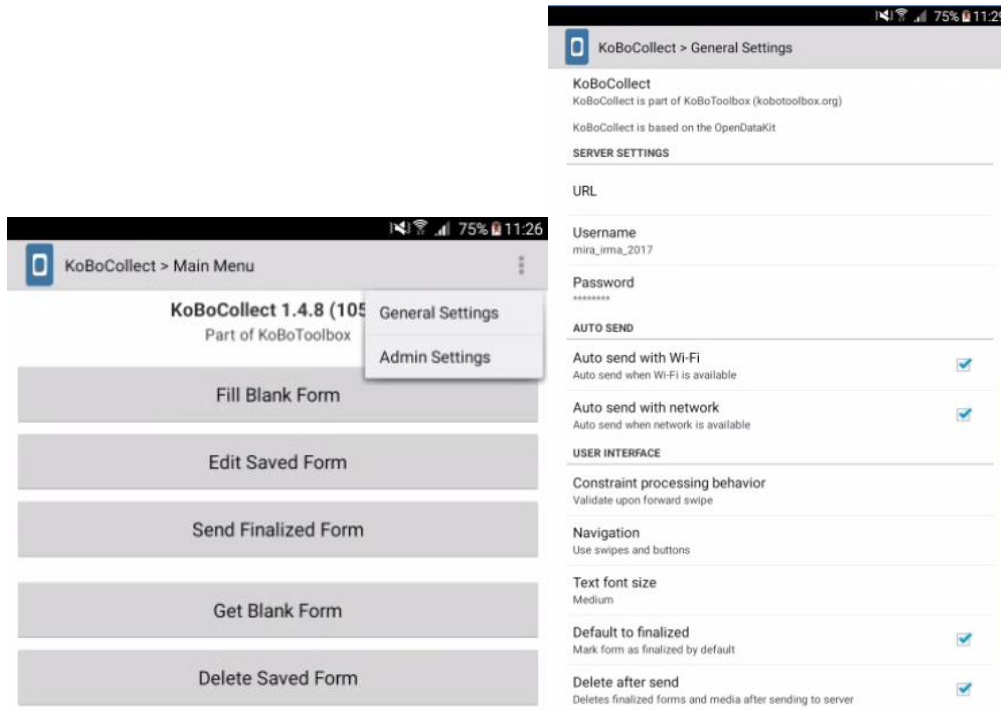 75% 11:26
KoBoCollect > Main Menu
KoBoCollect 1.4.8 (105
Part of KoBoToolbox
General Settings
Admin Settings
Fill Blank Form
Edit Saved Form
Send Finalized Form
Get Blank Form
Delete Saved Form
75% 11:29
KoBoCollect > General Settings
KoBoCollect
KoBoCollect is part of KoBoToolbox (kobotoolbox.org)
KoBoCollect is based on the OpenDataKit
SERVER SETTINGS
URL
Username
mira_irma_2017
Password
********
AUTO SEND
Auto send with Wi-Fi
Auto send when Wi-Fi is available
Auto send with network
Auto send when network is available
USER INTERFACE
Constraint processing behavior
Validate upon forward swipe
Navigation
Use swipes and buttons
Text font size
Medium
Default to finalized
Mark form as finalized by default
Delete after send
Deletes finalized forms and media after sending to server